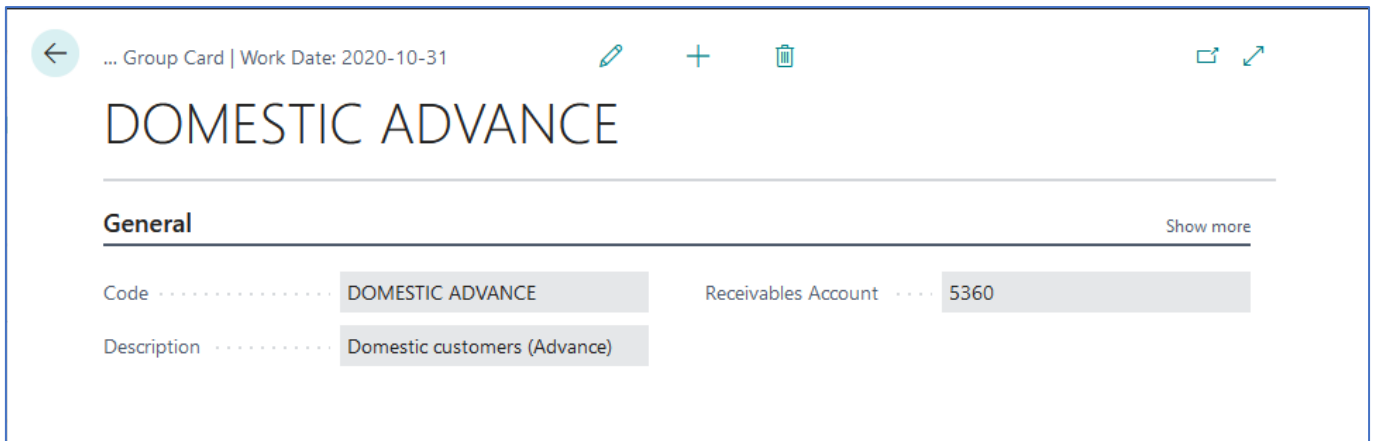 ... Group Card | Work Date: 2020-10-31
DOMESTIC ADVANCE
General
Show more
Code DOMESTIC ADVANCE Receivables Account 5360
Description Domestic customers (Advance)